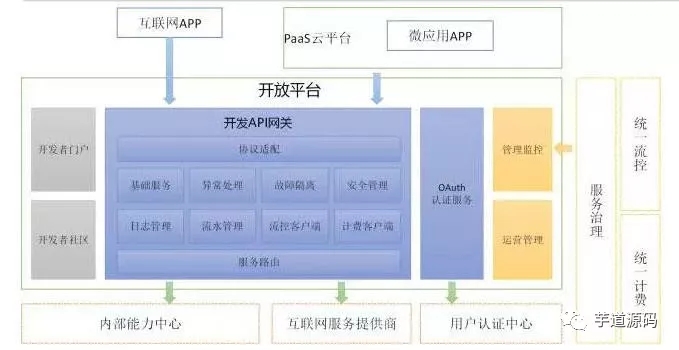 互联网APP
PaaS云平台
微应用APP
开放平台
开发者门户
开发者社区
开发API网关
协议适配
基础服务
异常处理
故障隔离
安全管理
日志管理
流水管理
流控客户端
计费客户端
服务路由
OAuth
认证服务
管理监控
运营管理
服务治理
统一流控
统一计费
内部能力中心
互联网服务提供商
用户认证中心
芋道源码